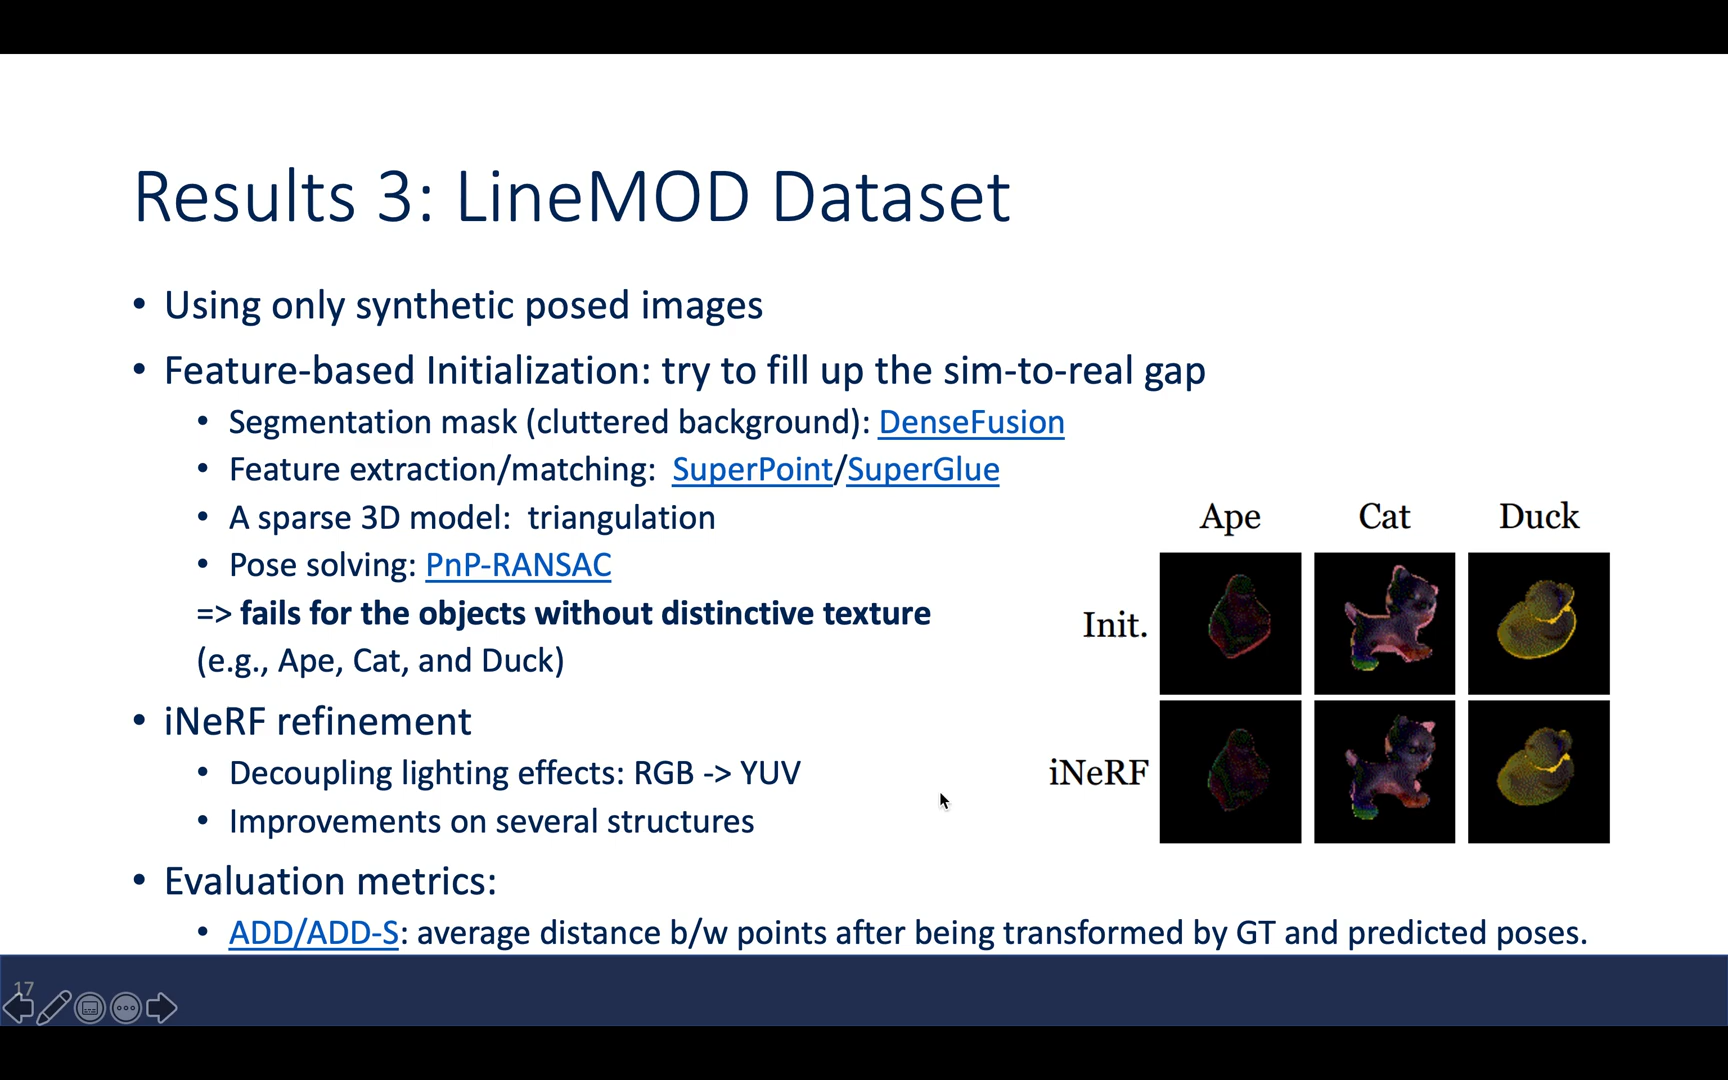 Results 3: LineMOD Dataset
• Using only synthetic posed images
• Feature-based Initialization: try to fill up the sim-to-real gap
• Segmentation mask (cluttered background): DenseFusion
• Feature extraction/matching: SuperPoint/SuperGlue
• A sparse 3D model: triangulation
• Pose solving: PnP-RANSAC
=> fails for the objects without distinctive texture
(e.g., Ape, Cat, and Duck)
• iNeRF refinement
• Decoupling lighting effects: RGB -> YUV
• Improvements on several structures
• Evaluation metrics:
• ADD/ADD-S: average distance b/w points after being transformed by GT and predicted poses.
Ape Cat Duck
Init.
iNeRF
17